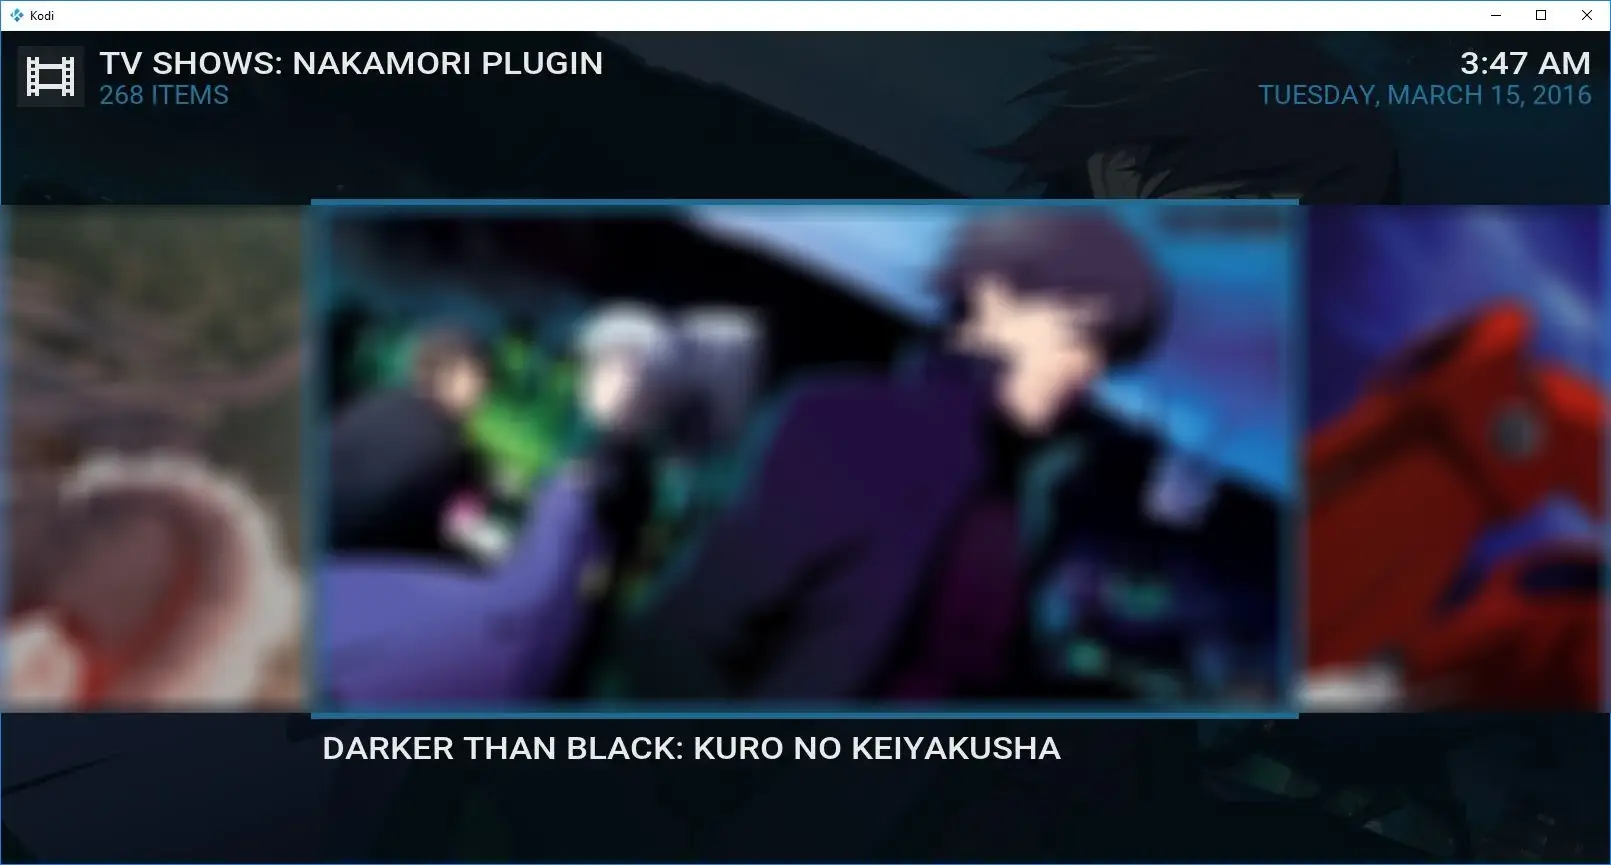 Kodi
TV SHOWS: NAKAMORI PLUGIN
268 ITEMS
3:47 AM
TUESDAY, MARCH 15, 2016
DARKER THAN BLACK: KURO NO KEIYAKUSHA